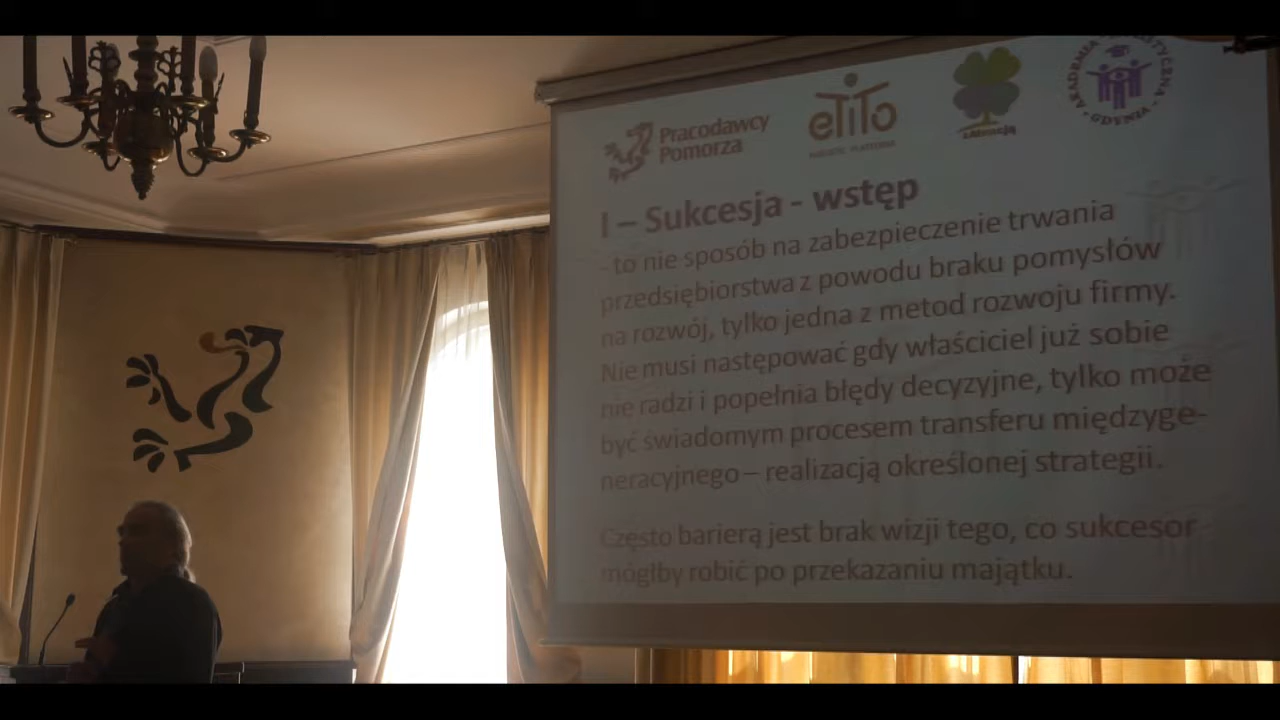 Pracodawcy
Pomorza
eTiTo
AKADEMIA
GDYNIA
I – Sukcesja - wstęp
- to nie sposób na zabezpieczenie trwania
przedsiębiorstwa z powodu braku pomysłów
na rozwój, tylko jedna z metod rozwoju firmy.
Nie musi następować gdy właściciel już sobie
nie radzi i popełnia błędy decyzyjne, tylko może
być świadomym procesem transferu międzyge-
neracyjnego – realizacją określonej strategii.
Często barierą jest brak wizji tego, co sukcesor
mógłby robić po przekazaniu majątku.